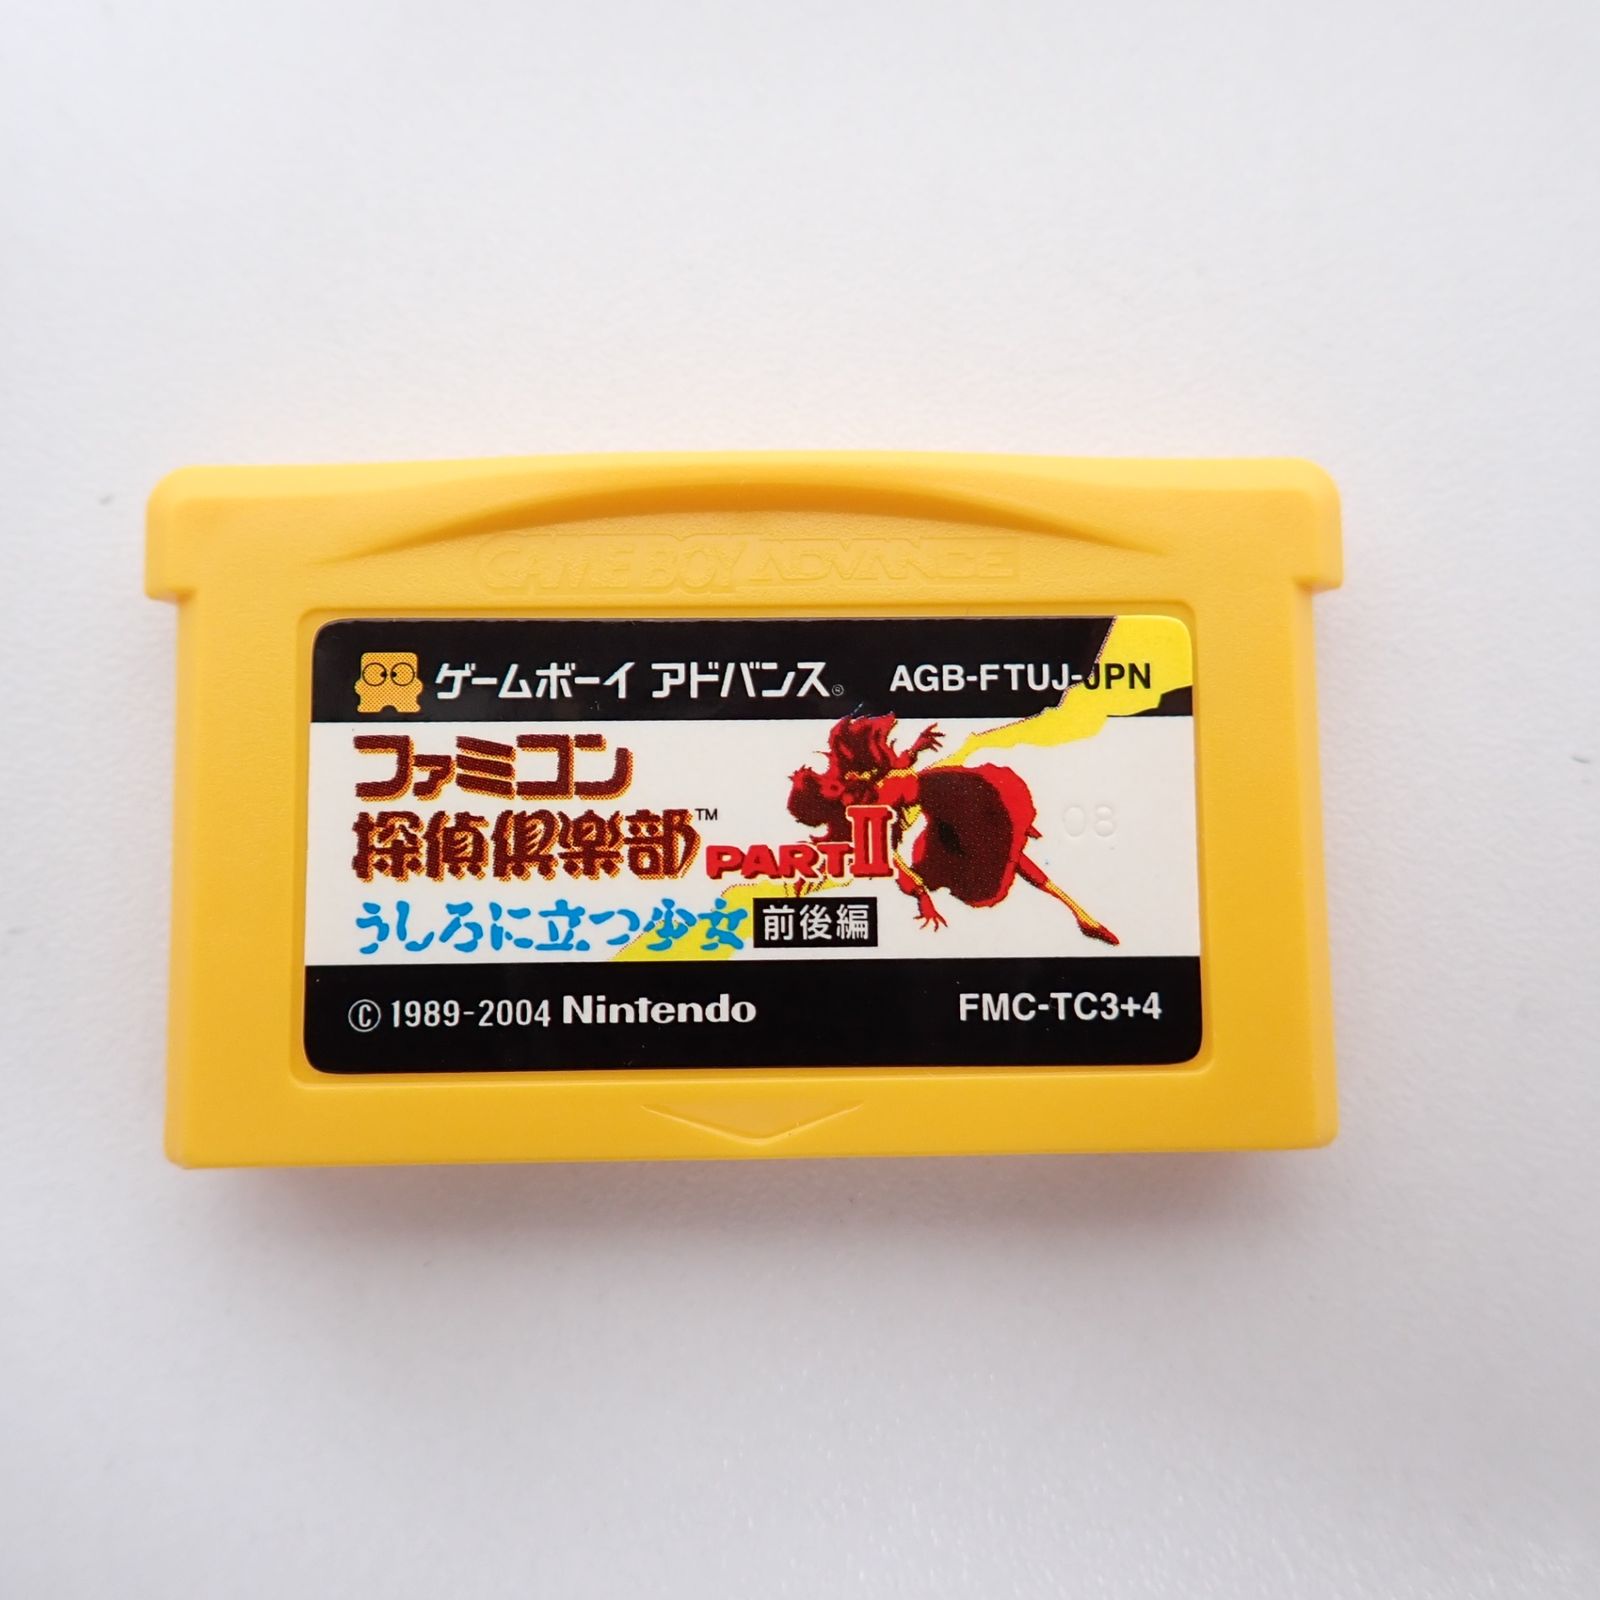 GAME BOY ADVANCE
ゲームボーイ アドバンス® AGB-FTUJ-JPN
ファミコン
探偵倶楽部™ PART II
うしろに立つ少女 前後編
08
© 1989-2004 Nintendo FMC-TC3+4